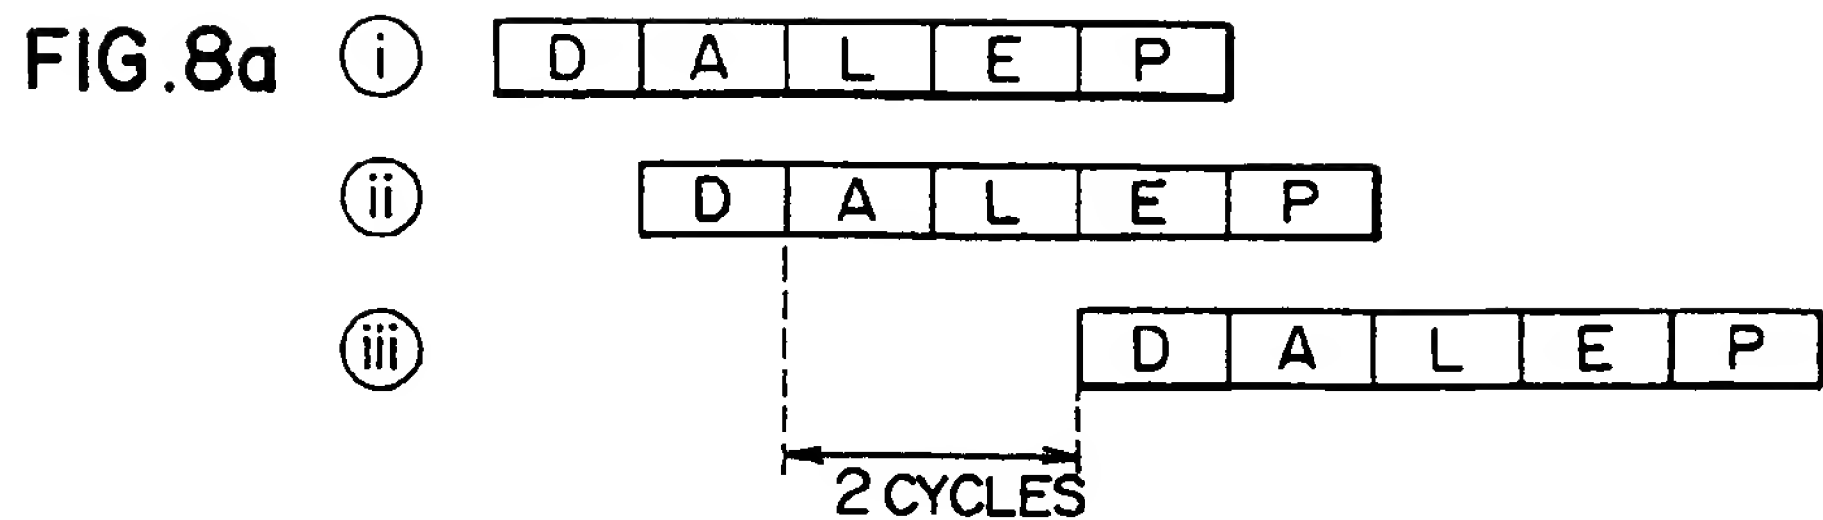 FIG.8a i D A L E P
ii D A L E P
iii D A L E P
2 CYCLES